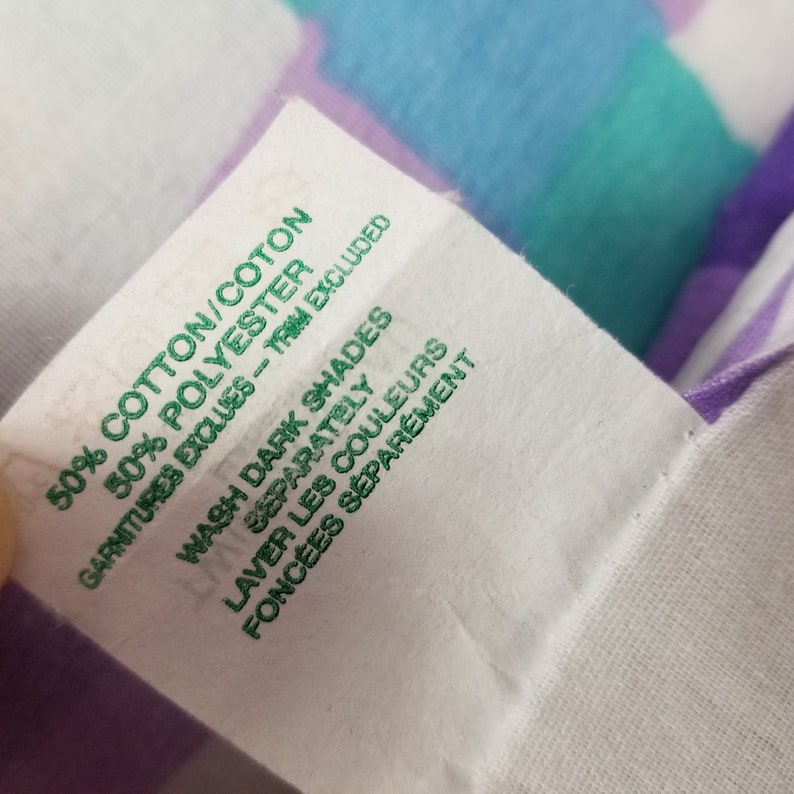 50% COTTON/COTON
50% POLYESTER
GARNITURES EXCLUES – TRIM EXCLUDED
WASH DARK SHADES
SEPARATELY
LAVER LES COULEURS
FONCÉES SÉPARÉMENT